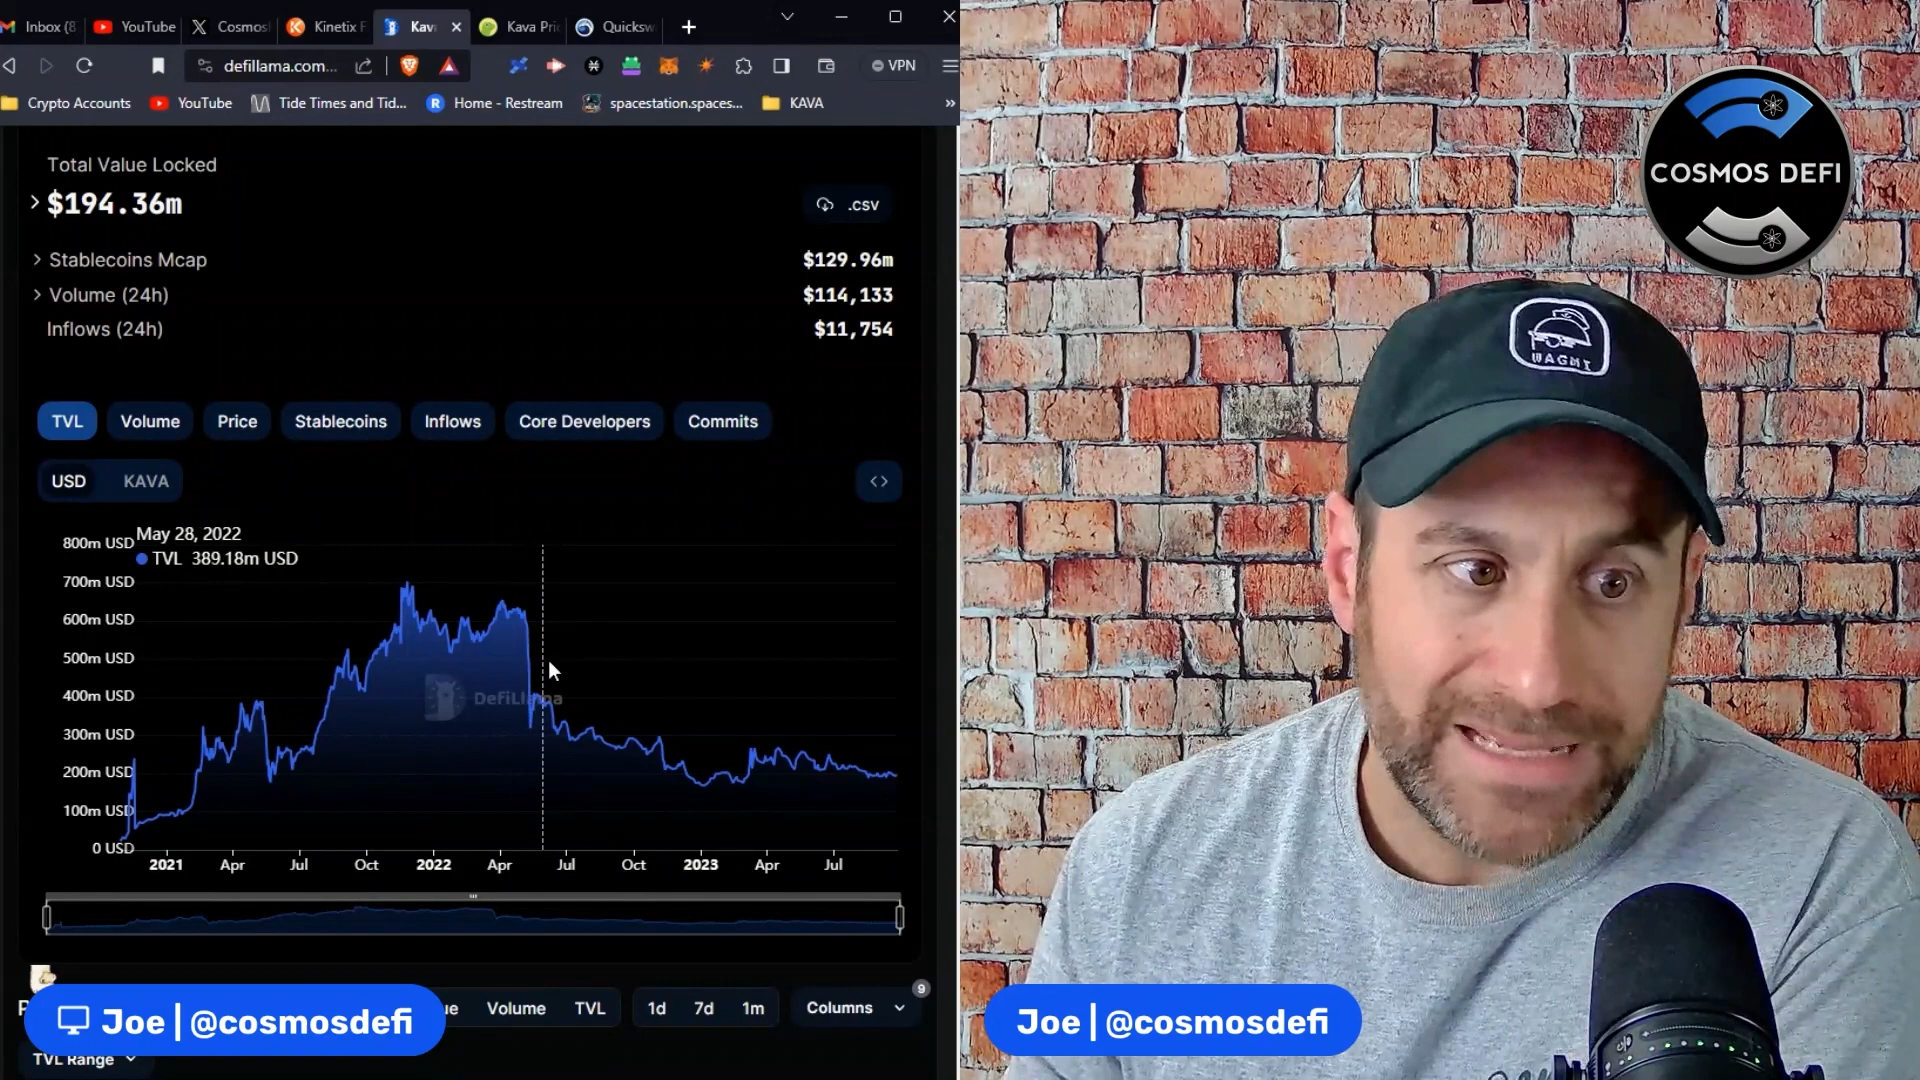 Inbox (8
YouTube
Cosmos
Kinetix F
Kav
Kava Pri
Quicksw
defillama.com...
VPN
Crypto Accounts
YouTube
Tide Times and Tid...
Home - Restream
spacestation.spaces...
KAVA
»
Total Value Locked
$194.36m
.csv
Stablecoins Mcap
$129.96m
Volume (24h)
$114,133
Inflows (24h)
$11,754
TVL
Volume
Price
Stablecoins
Inflows
Core Developers
Commits
USD
KAVA
<>
May 28, 2022
TVL 389.18m USD
800m USD
700m USD
600m USD
500m USD
400m USD
300m USD
200m USD
100m USD
0 USD
DefiLlama
2021
Apr
Jul
Oct
2022
Apr
Jul
Oct
2023
Apr
Jul
ue
Volume
TVL
1d
7d
1m
Columns
9
TVL Range
Joe | @cosmosdefi
COSMOS DEFI
WAGMI
Joe | @cosmosdefi